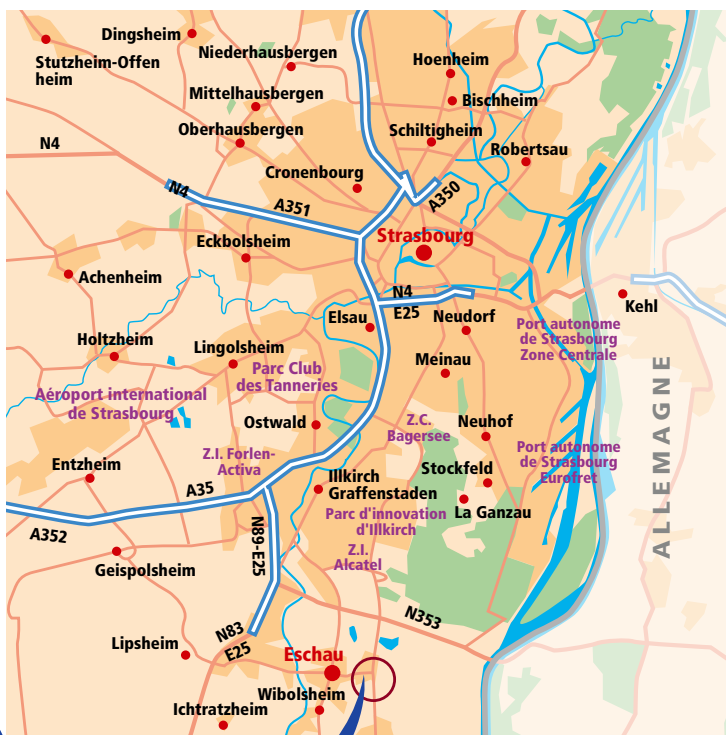 Dingsheim
Stutzheim-Offen
heim
Niederhausbergen
Hoenheim
Mittelhausbergen
Bischheim
Oberhausbergen
Schiltigheim
N4
Robertsau
Cronenbourg
N4
A351
A350
Strasbourg
Eckbolsheim
Achenheim
N4
E25
Kehl
Elsau
Neudorf
Port autonome
de Strasbourg
Zone Centrale
Holtzheim
Lingolsheim
Meinau
Parc Club
des Tanneries
Aéroport international
de Strasbourg
ALLEMAGNE
Ostwald
Z.C.
Bagersee
Neuhof
Z.I. Forlen-
Activa
Port autonome
de Strasbourg
Eurofret
Entzheim
Stockfeld
A35
Illkirch
Graffenstaden
La Ganzau
Parc d'innovation
d'Illkirch
A352
N89-E25
Z.I.
Alcatel
Geispolsheim
N353
N83
E25
Lipsheim
Eschau
Wibolsheim
Ichtratzheim